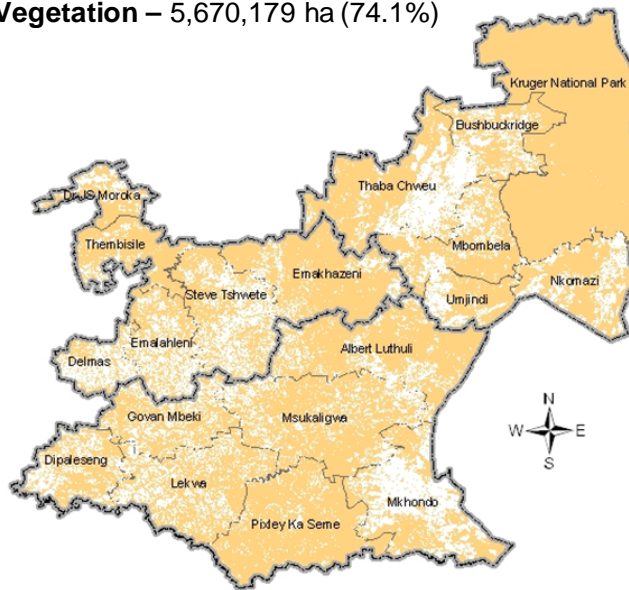 Vegetation – 5,670,179 ha (74.1%)
Kruger National Park
Bushbuckridge
Thaba Chweu
Dr JS Moroka
Thembisile
Mbombela
Emakhazeni
Nkomazi
Steve Tshwete
Umjindi
Emalahleni
Albert Luthuli
Delmas
N
Govan Mbeki
Msukaligwa
W
E
Dipaleseng
S
Lekwa
Mkhondo
Pixley Ka Seme